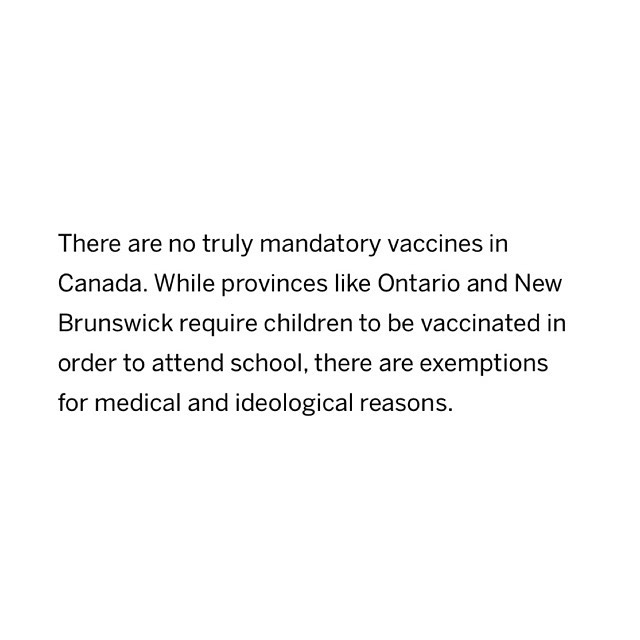 There are no truly mandatory vaccines in
Canada. While provinces like Ontario and New
Brunswick require children to be vaccinated in
order to attend school, there are exemptions
for medical and ideological reasons.